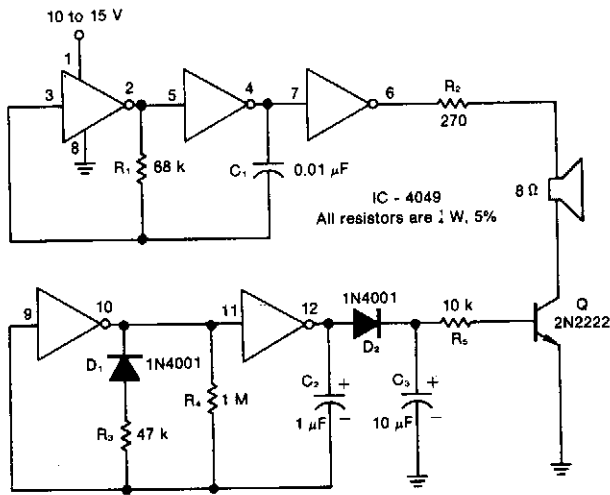 10 to 15 V
1
3
2
5
4
7
6
R₂
270
8
R₁
68 k
C₁
0.01 µF
8 Ω
IC - 4049
All resistors are W, 5%
9
10
11
12
1N4001
10 k
Q
2N2222
D₁
1N4001
D₂
R₅
R₄
1 M
C₂
+
−
1 µF
C₃
+
−
10 µF
R₃
47 k